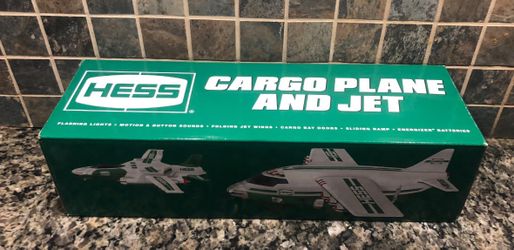 HESS
CARGO PLANE
AND JET
FLASHING LIGHTS • MOTION & BUTTON SOUNDS • FOLDING JET WINGS • CARGO BAY DOORS • SLIDING RAMP • ENERGIZER® BATTERIES